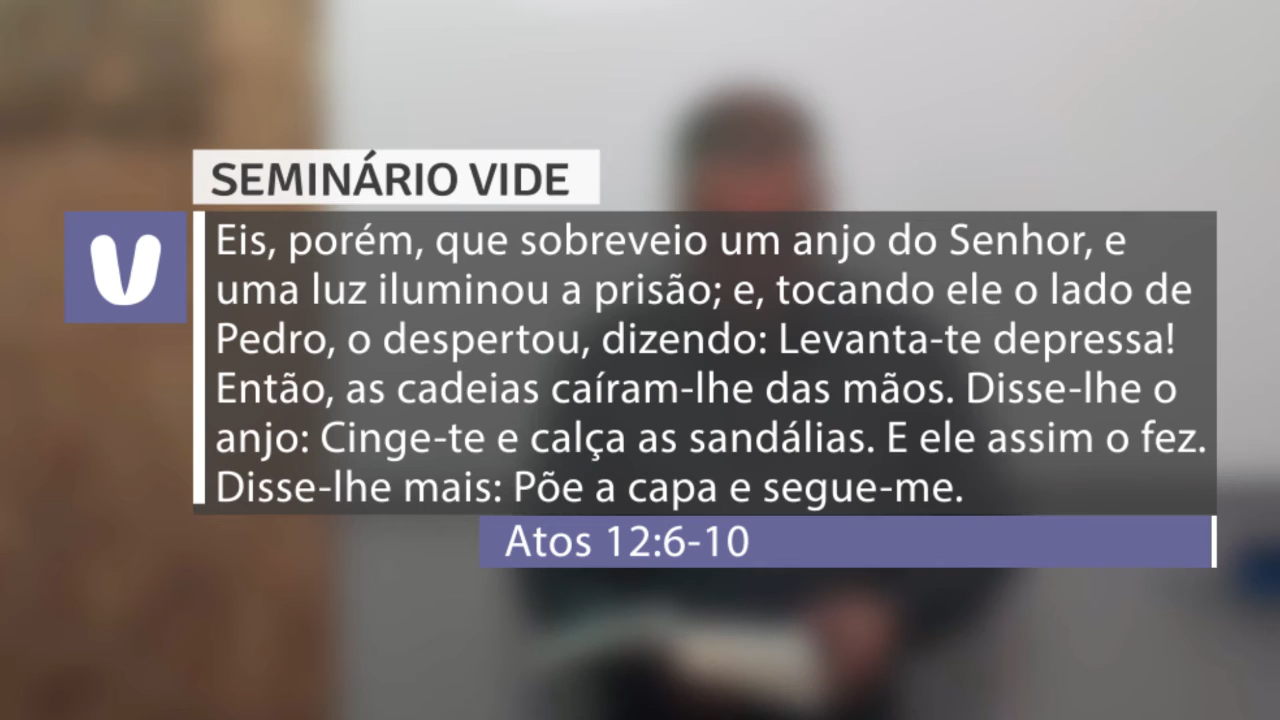 SEMINÁRIO VIDE
Eis, porém, que sobreveio um anjo do Senhor, e
uma luz iluminou a prisão; e, tocando ele o lado de
Pedro, o despertou, dizendo: Levanta-te depressa!
Então, as cadeias caíram-lhe das mãos. Disse-lhe o
anjo: Cinge-te e calça as sandálias. E ele assim o fez.
Disse-lhe mais: Põe a capa e segue-me.
Atos 12:6-10